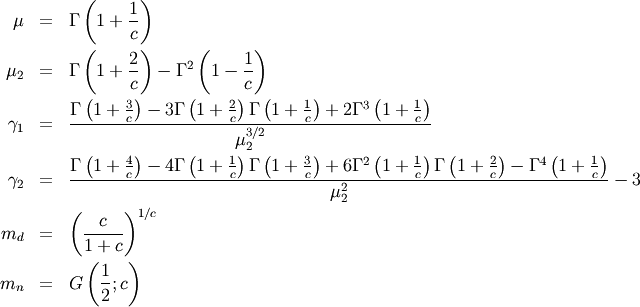 μ = Γ(1 + 1/c)
μ₂ = Γ(1 + 2/c) − Γ²(1 − 1/c)
γ₁ = (Γ(1 + 3/c) − 3Γ(1 + 2/c)Γ(1 + 1/c) + 2Γ³(1 + 1/c)) / μ₂^(3/2)
γ₂ = (Γ(1 + 4/c) − 4Γ(1 + 1/c)Γ(1 + 3/c) + 6Γ²(1 + 1/c)Γ(1 + 2/c) − Γ⁴(1 + 1/c)) / μ₂² − 3
m_d = (c/(1 + c))^(1/c)
m_n = G(1/2; c)